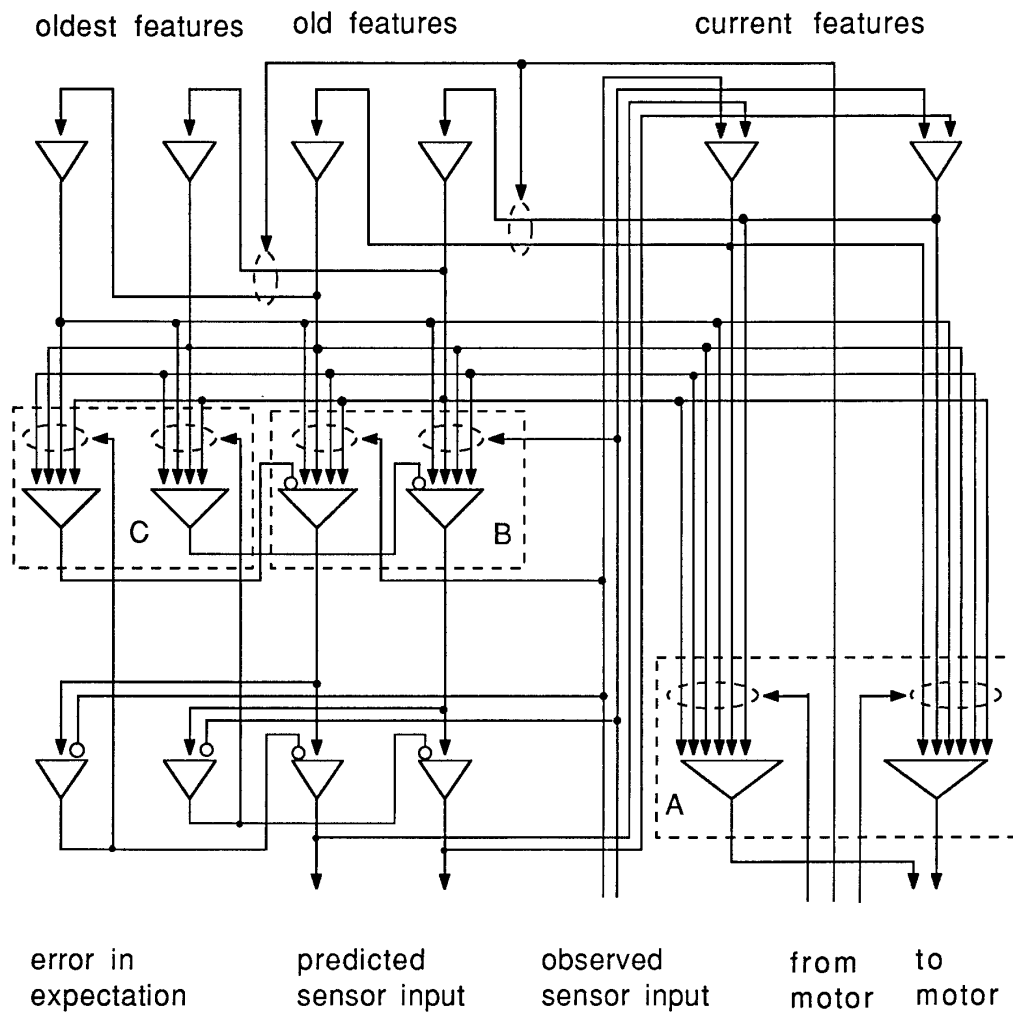 oldest features
old features
current features
C
B
A
error in
expectation
predicted
sensor input
observed
sensor input
from
motor
to
motor